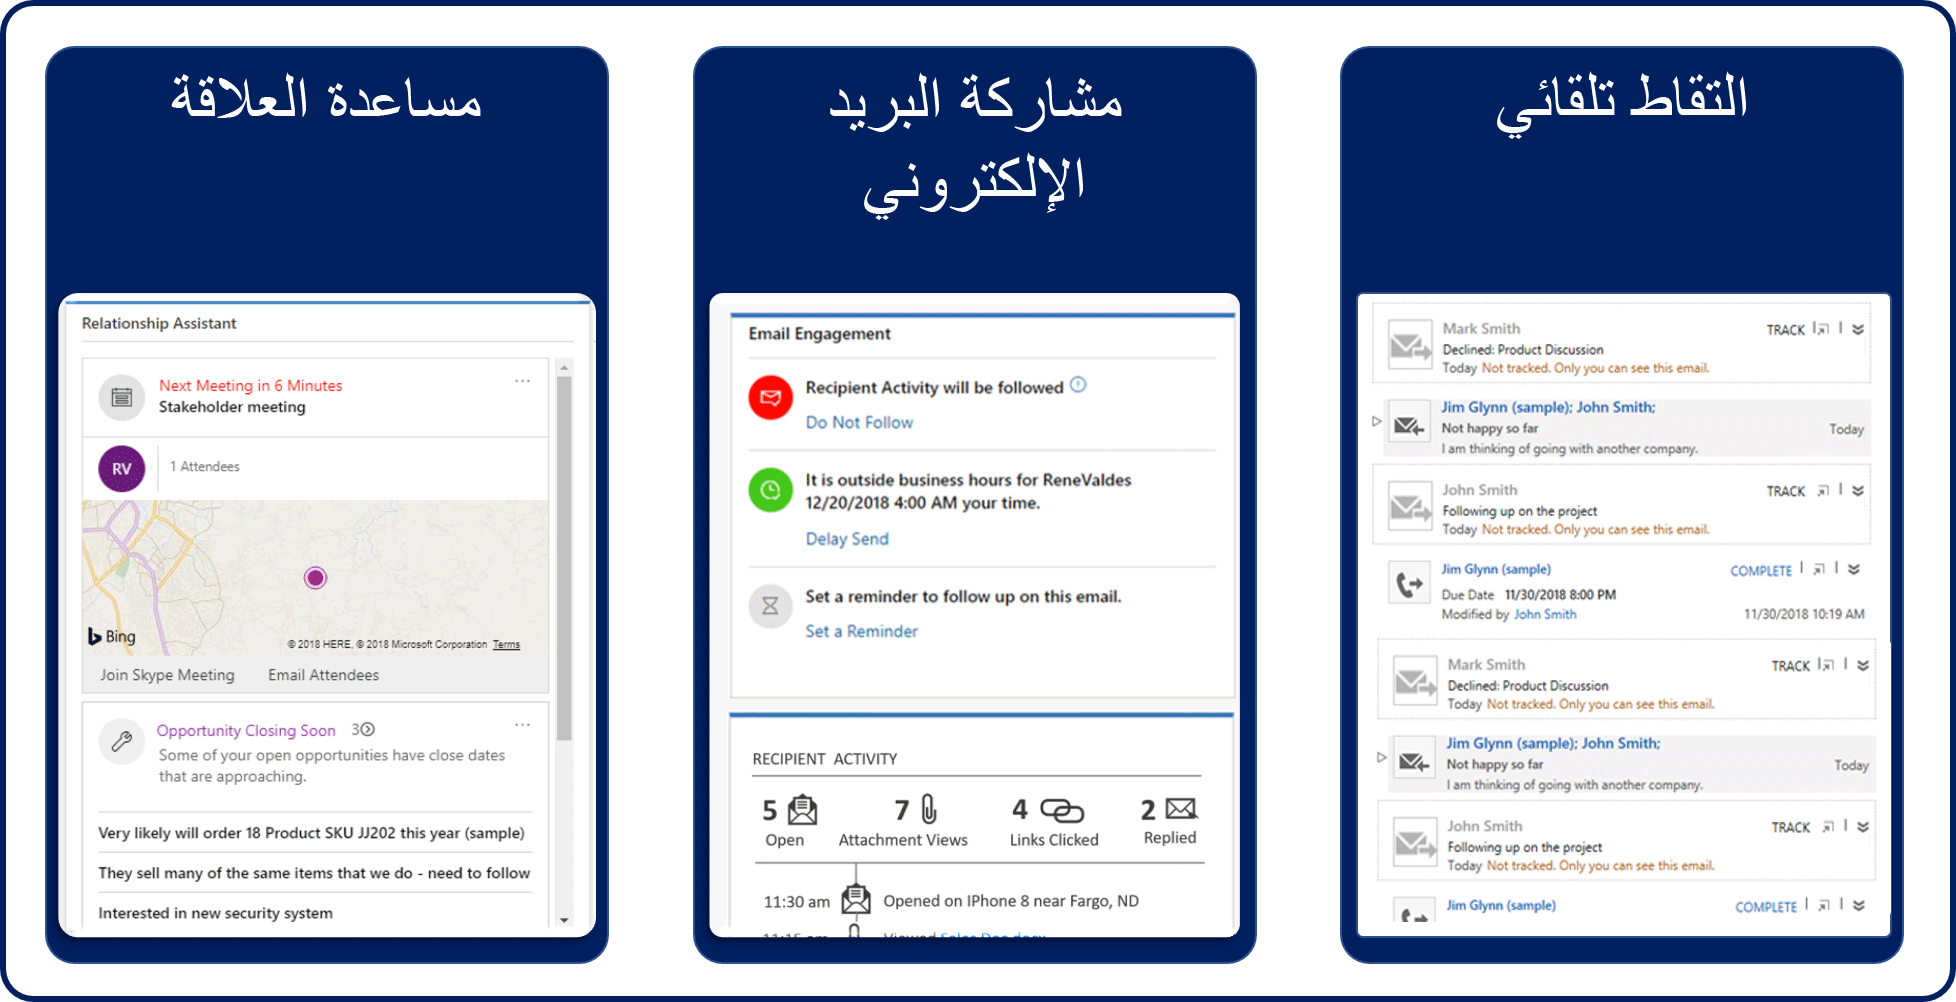 مساعدة العلاقة
Relationship Assistant
Next Meeting in 6 Minutes
Stakeholder meeting
RV
1 Attendees
Bing
© 2018 HERE, © 2018 Microsoft Corporation Terms
Join Skype Meeting Email Attendees
Opportunity Closing Soon 3
Some of your open opportunities have close dates
that are approaching.
Very likely will order 18 Product SKU JJ202 this year (sample)
They sell many of the same items that we do - need to follow
Interested in new security system
مشاركة البريد
الإلكتروني
Email Engagement
Recipient Activity will be followed
Do Not Follow
It is outside business hours for ReneValdes
12/20/2018 4:00 AM your time.
Delay Send
Set a reminder to follow up on this email.
Set a Reminder
RECIPIENT ACTIVITY
5 7 4 2
Open Attachment Views Links Clicked Replied
11:30 am Opened on IPhone 8 near Fargo, ND
11:15 am Viewed Sales Doc.docx
التقاط تلقائي
Mark Smith TRACK
Declined: Product Discussion
Today Not tracked. Only you can see this email.
Jim Glynn (sample); John Smith;
Not happy so far Today
I am thinking of going with another company.
John Smith TRACK
Following up on the project
Today Not tracked. Only you can see this email.
Jim Glynn (sample) COMPLETE
Due Date 11/30/2018 8:00 PM
Modified by John Smith 11/30/2018 10:19 AM
Mark Smith TRACK
Declined: Product Discussion
Today Not tracked. Only you can see this email.
Jim Glynn (sample); John Smith;
Not happy so far Today
I am thinking of going with another company.
John Smith TRACK
Following up on the project
Today Not tracked. Only you can see this email.
Jim Glynn (sample) COMPLETE